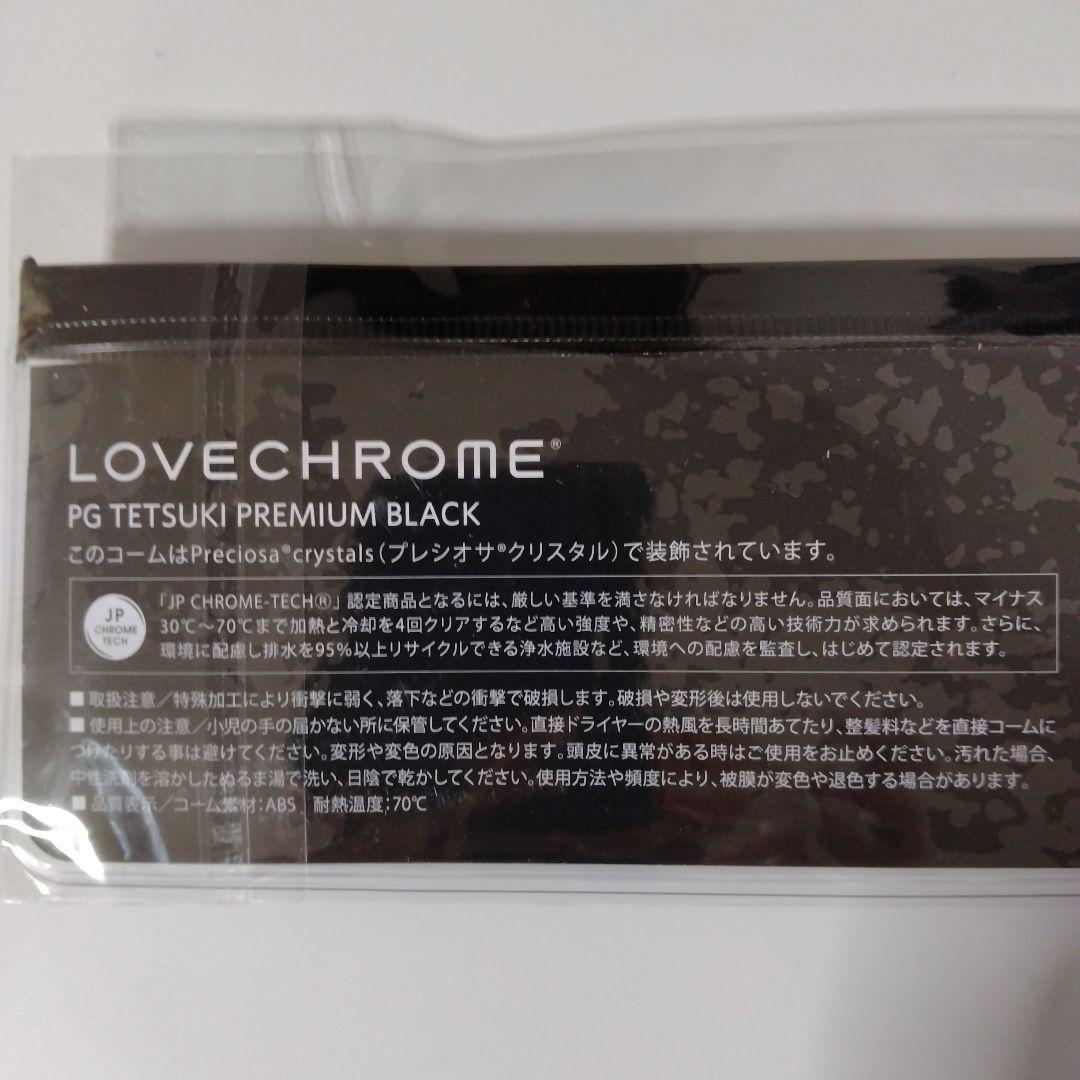 LOVECHROME®
PG TETSUKI PREMIUM BLACK
このコームはPreciosa®crystals(プレシオサ®クリスタル)で装飾されています。
JP
CHROME
TECH
「JP CHROME-TECH®」認定商品となるには、厳しい基準を満さなければなりません。品質面においては、マイナス
30℃〜70℃まで加熱と冷却を4回クリアするなど高い強度や、精密性などの高い技術力が求められます。さらに、
環境に配慮し排水を95%以上リサイクルできる浄水施設など、環境への配慮を監査し、はじめて認定されます。
■取扱注意／特殊加工により衝撃に弱く、落下などの衝撃で破損します。破損や変形後は使用しないでください。
■使用上の注意／小児の手の届かない所に保管してください。直接ドライヤーの熱風を長時間あてたり、整髪料などを直接コームに
つけたりする事は避けてください。変形や変色の原因となります。頭皮に異常がある時はご使用をお止めください。汚れた場合、
中性洗剤を溶かしたぬるま湯で洗い、日陰で乾かしてください。使用方法や頻度により、被膜が変色や退色する場合があります。
■品質表示／コーム素材:ABS 耐熱温度:70℃